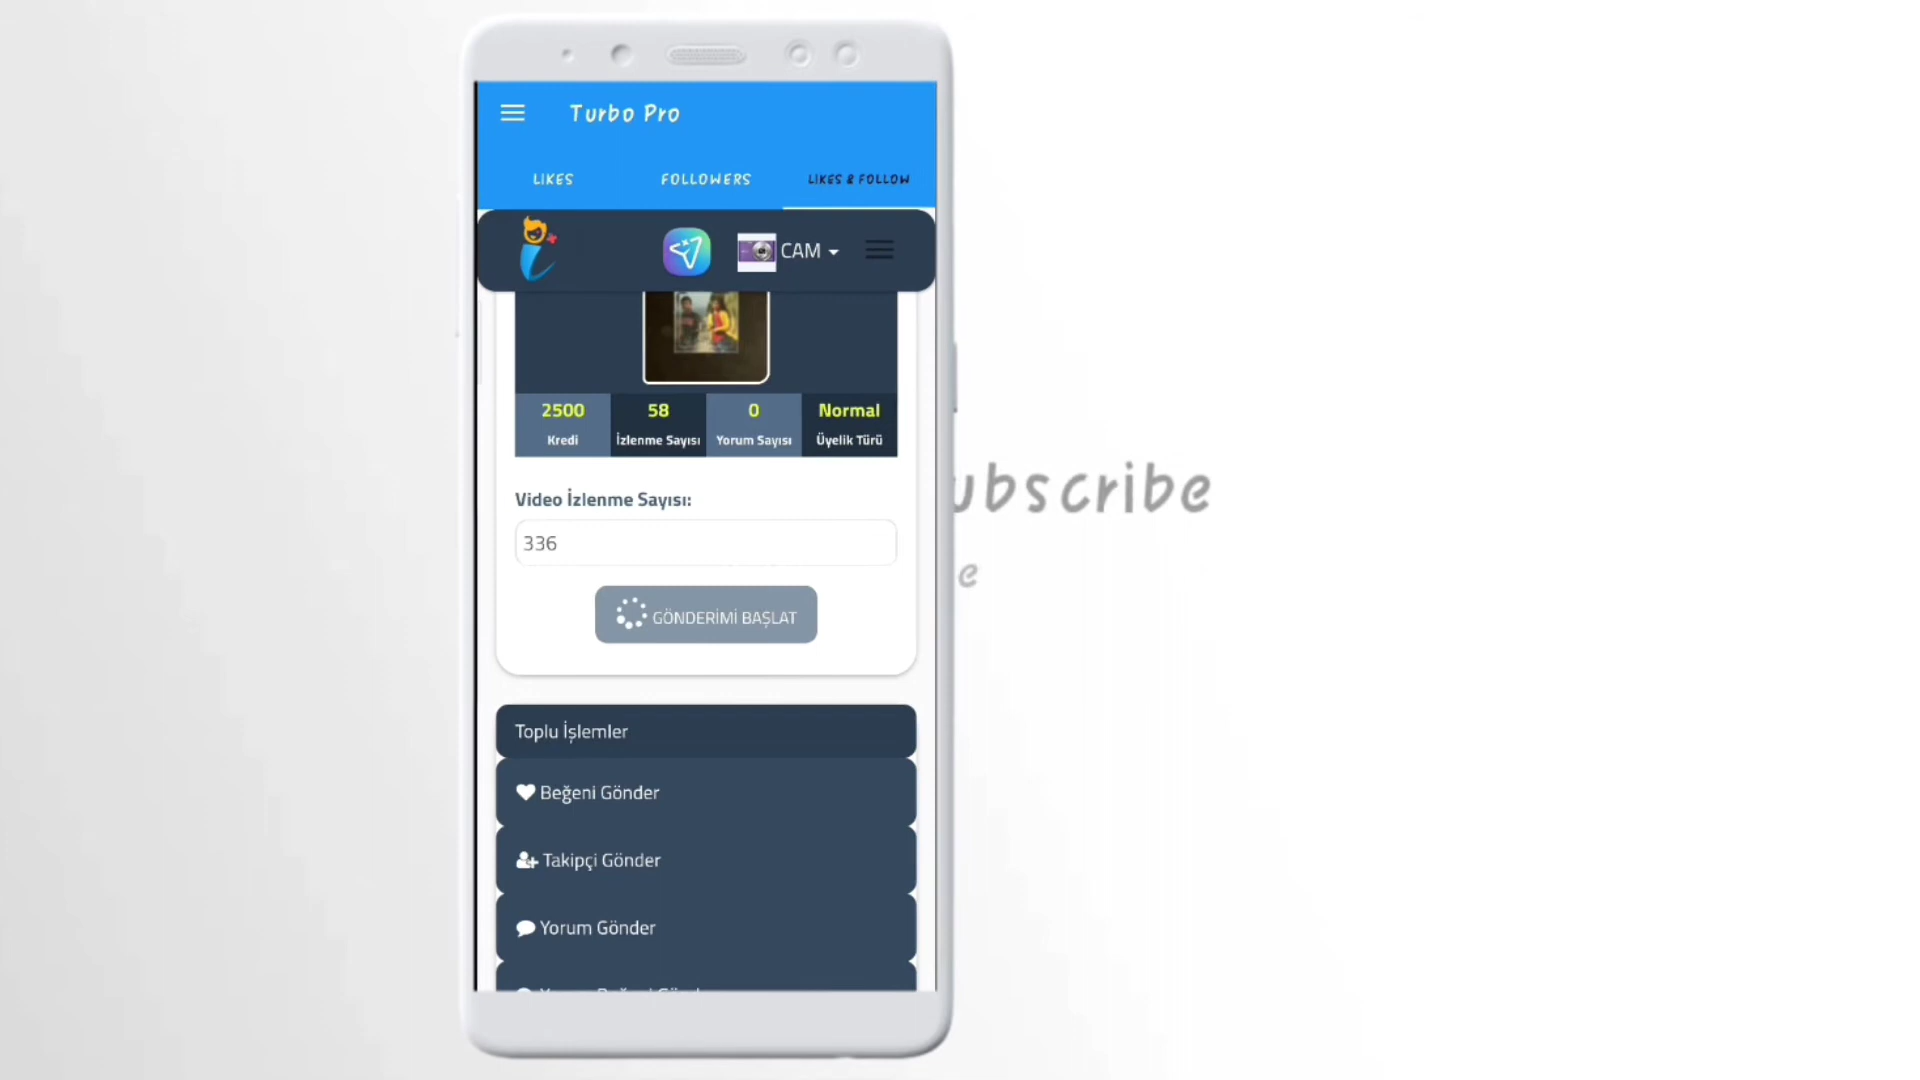 Turbo Pro
LIKES
FOLLOWERS
LIKES & FOLLOW
CAM
2500
58
0
Normal
Kredi
İzlenme Sayısı
Yorum Sayısı
Üyelik Türü
ubscribe
Video İzlenme Sayısı:
336
e
GÖNDERİMİ BAŞLAT
Toplu İşlemler
Beğeni Gönder
Takipçi Gönder
Yorum Gönder